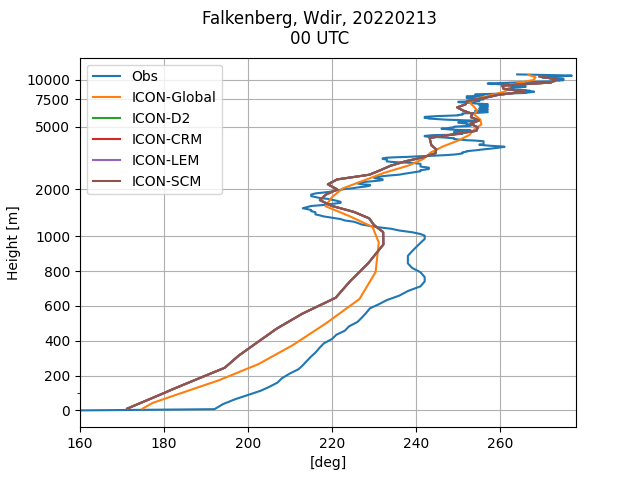 Falkenberg, Wdir, 20220213
00 UTC
Obs
ICON-Global
ICON-D2
ICON-CRM
ICON-LEM
ICON-SCM
10000
7500
5000
2000
1000
800
600
400
200
0
Height [m]
160
180
200
220
240
260
[deg]